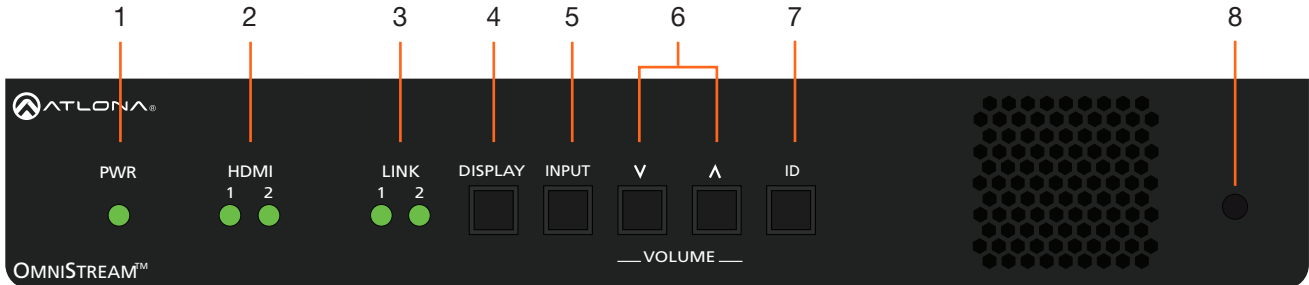 1 2 3 4 5 6 7 8
ATLONA®
PWR HDMI LINK DISPLAY INPUT ID
1 2 1 2
VOLUME
OMNISTREAM™